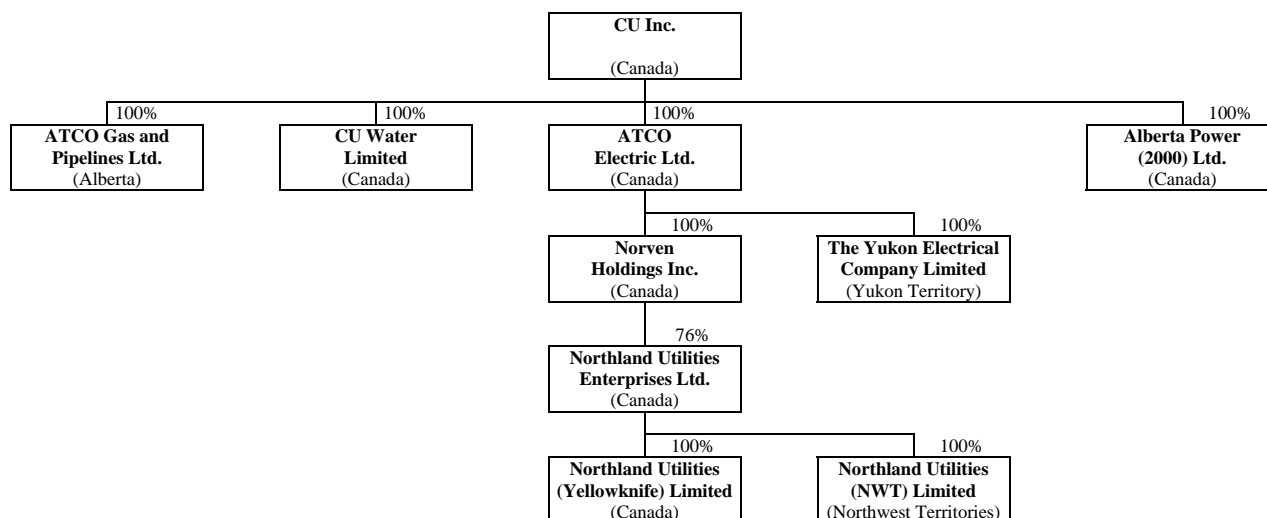 CU Inc.
(Canada)
100%
100%
100%
100%
ATCO Gas and
Pipelines Ltd.
(Alberta)
CU Water
Limited
(Canada)
ATCO
Electric Ltd.
(Canada)
Alberta Power
(2000) Ltd.
(Canada)
100%
100%
Norven
Holdings Inc.
(Canada)
The Yukon Electrical
Company Limited
(Yukon Territory)
76%
Northland Utilities
Enterprises Ltd.
(Canada)
100%
100%
Northland Utilities
(Yellowknife) Limited
(Canada)
Northland Utilities
(NWT) Limited
(Northwest Territories)